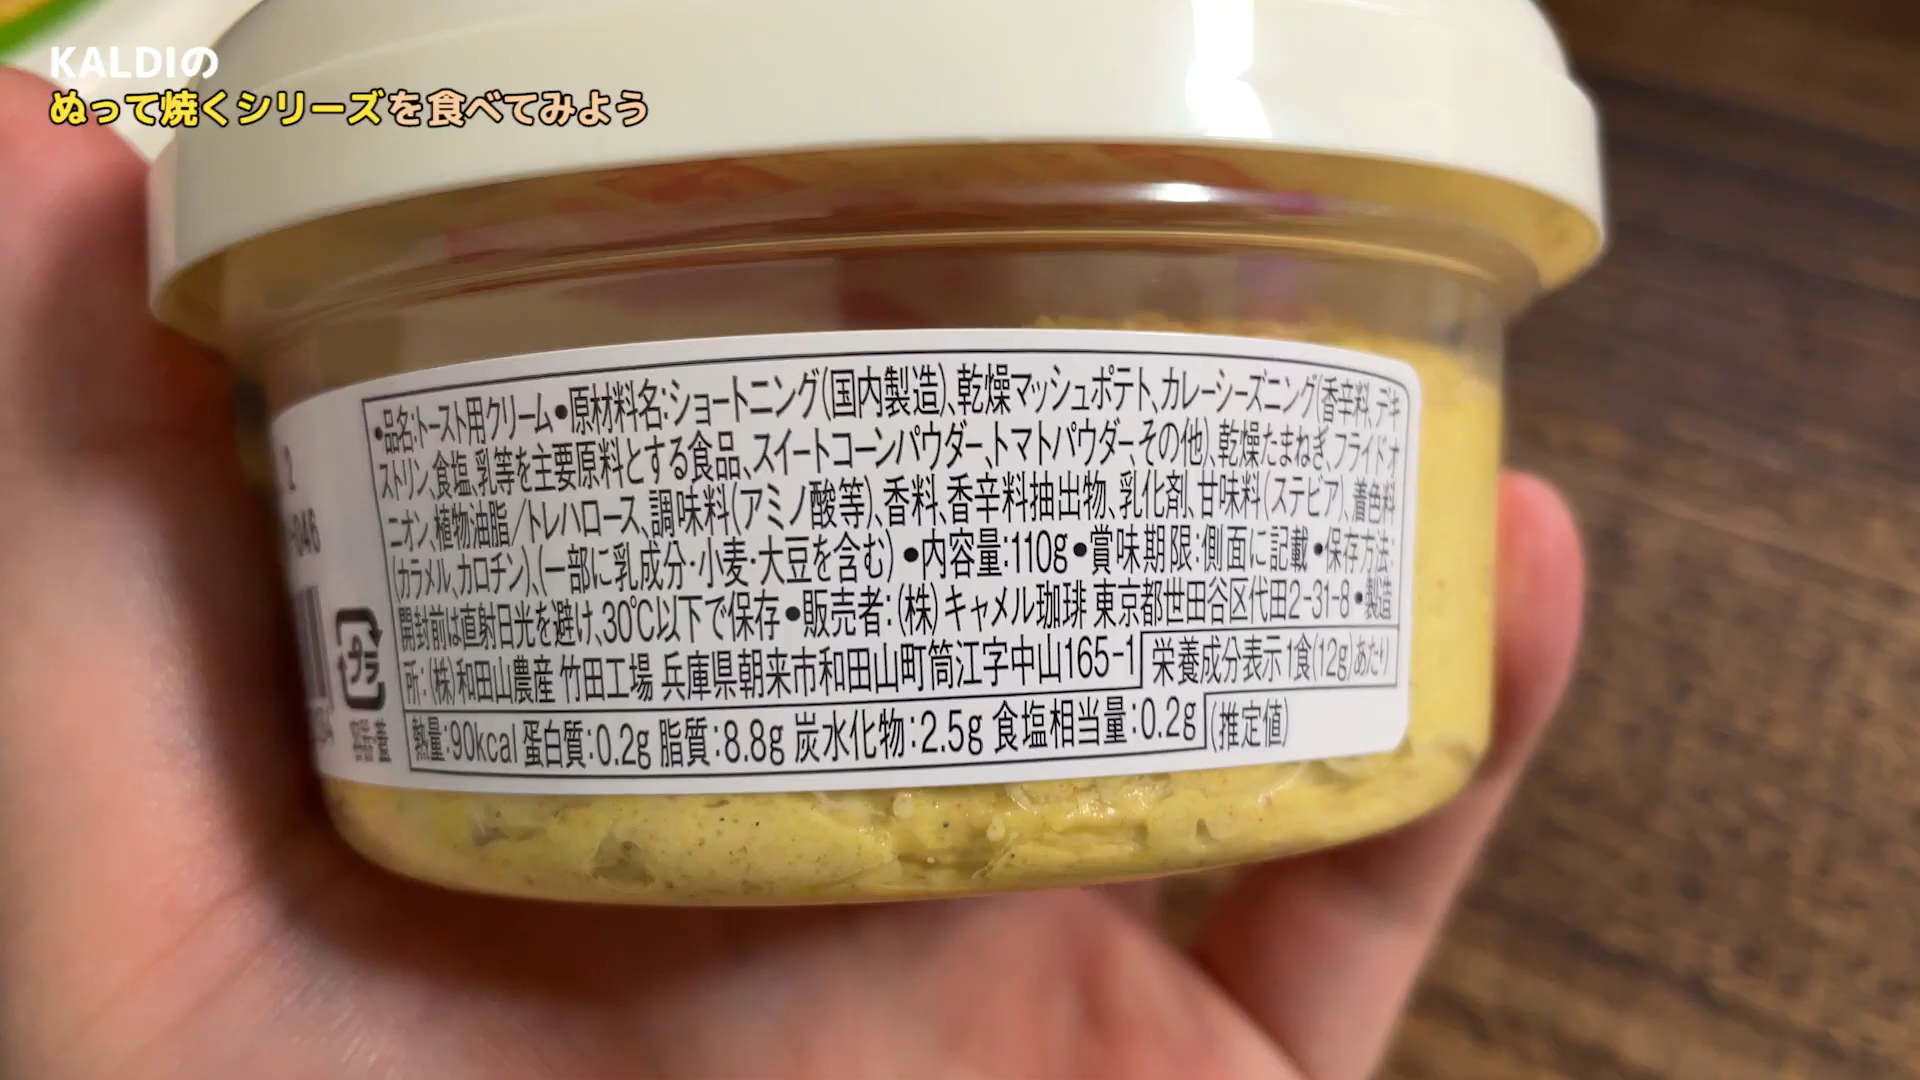 KALDIの
ぬって焼くシリーズを食べてみよう
•品名:トースト用クリーム•原材料名:ショートニング(国内製造)、乾燥マッシュポテト、カレーシーズニング(香辛料、デキ
ストリン、食塩、乳等を主要原料とする食品、スイートコーンパウダー、トマトパウダー、その他)、乾燥たまねぎ、フライドオ
ニオン、植物油脂/トレハロース、調味料(アミノ酸等)、香料、香辛料抽出物、乳化剤、甘味料(ステビア)、着色料
(カラメル、カロチン)、(一部に乳成分・小麦・大豆を含む)•内容量:110g•賞味期限:側面に記載•保存方法:
開封前は直射日光を避け、30℃以下で保存•販売者:(株)キャメル珈琲 東京都世田谷区代田2-31-8•製造
所:(株)和田山農産 竹田工場 兵庫県朝来市和田山町筒江字中山165-1
栄養成分表示1食(12g)あたり
熱量:90kcal 蛋白質:0.2g 脂質:8.8g 炭水化物:2.5g 食塩相当量:0.2g (推定値)
2
-046
プラ
容器・蓋